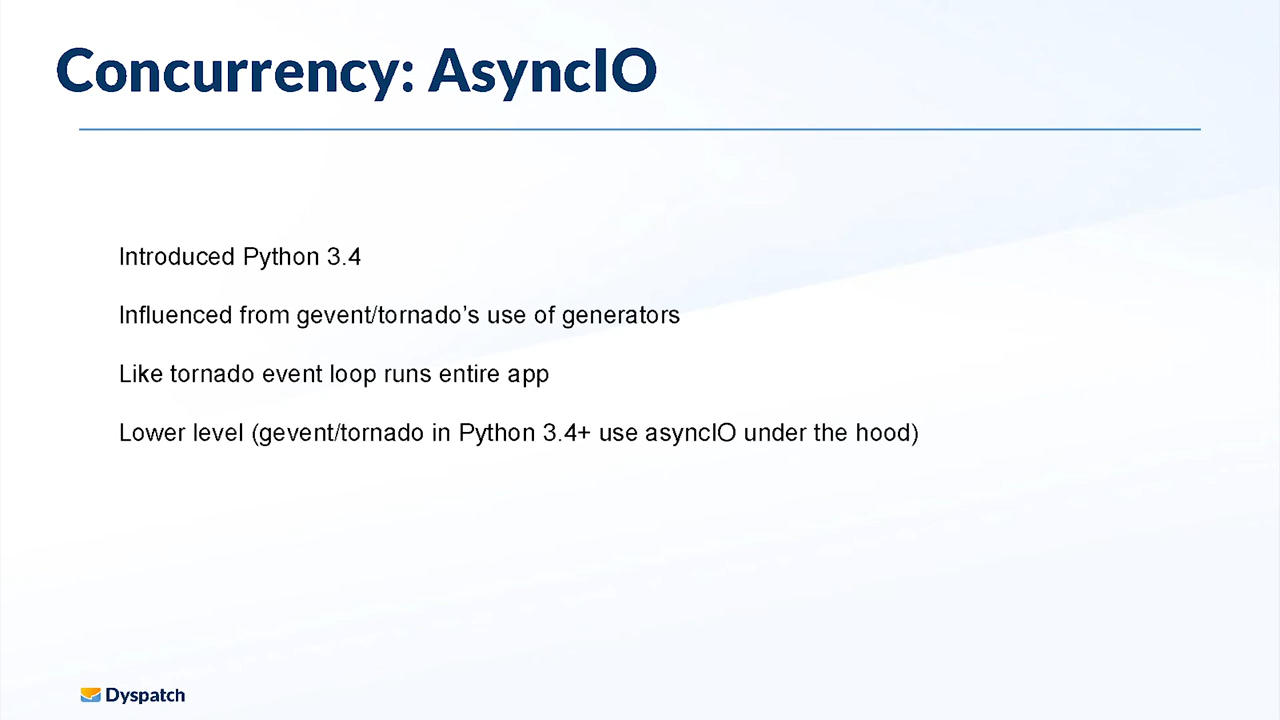 Concurrency: AsyncIO
Introduced Python 3.4
Influenced from gevent/tornado’s use of generators
Like tornado event loop runs entire app
Lower level (gevent/tornado in Python 3.4+ use asyncIO under the hood)
Dyspatch